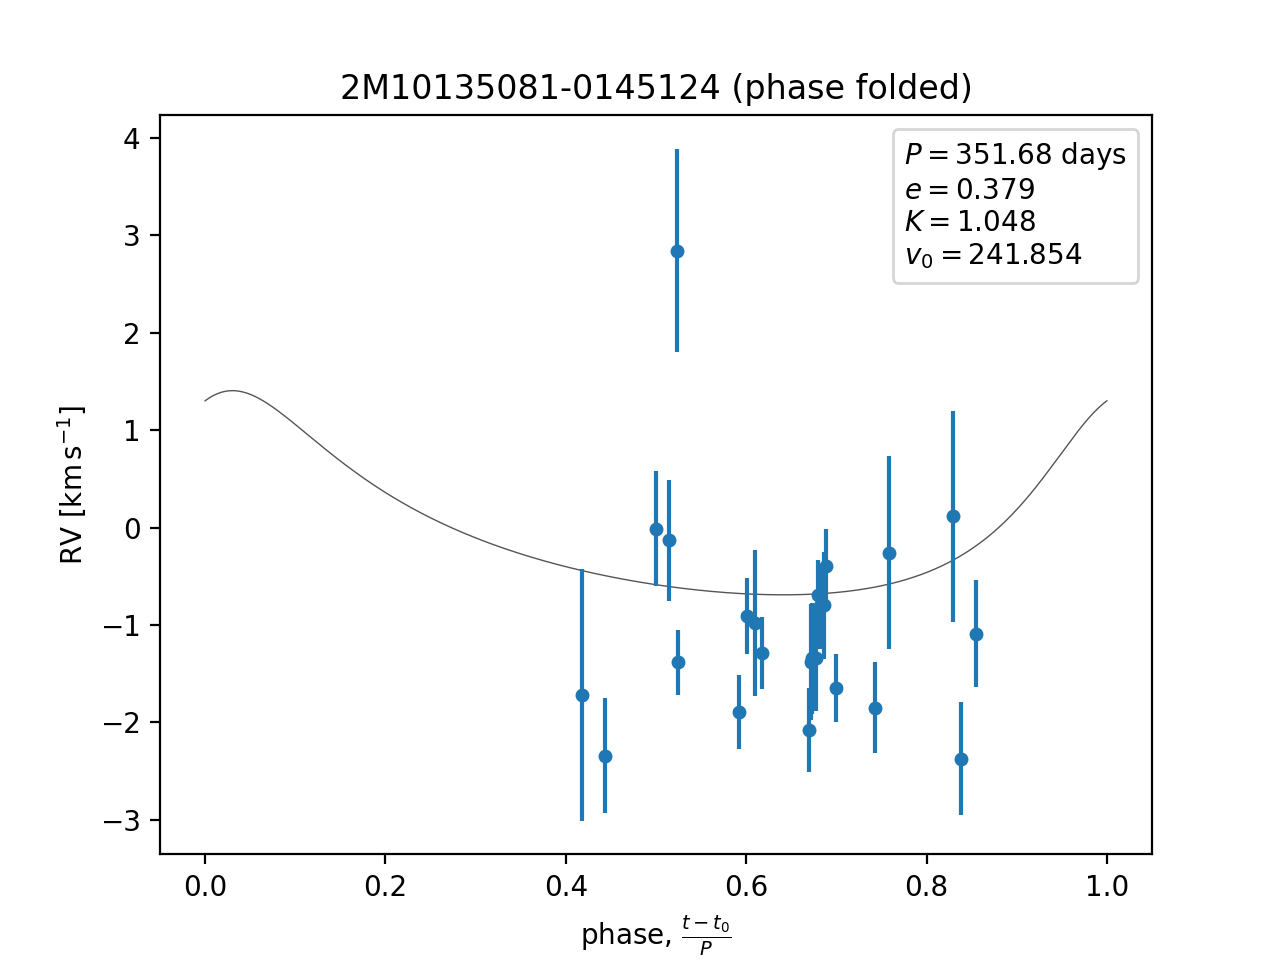 2M10135081-0145124 (phase folded)
P = 351.68 days
e = 0.379
K = 1.048
v₀ = 241.854
4
3
2
1
0
−1
−2
−3
RV [km s⁻¹]
0.0 0.2 0.4 0.6 0.8 1.0
phase, (t − t₀)/P